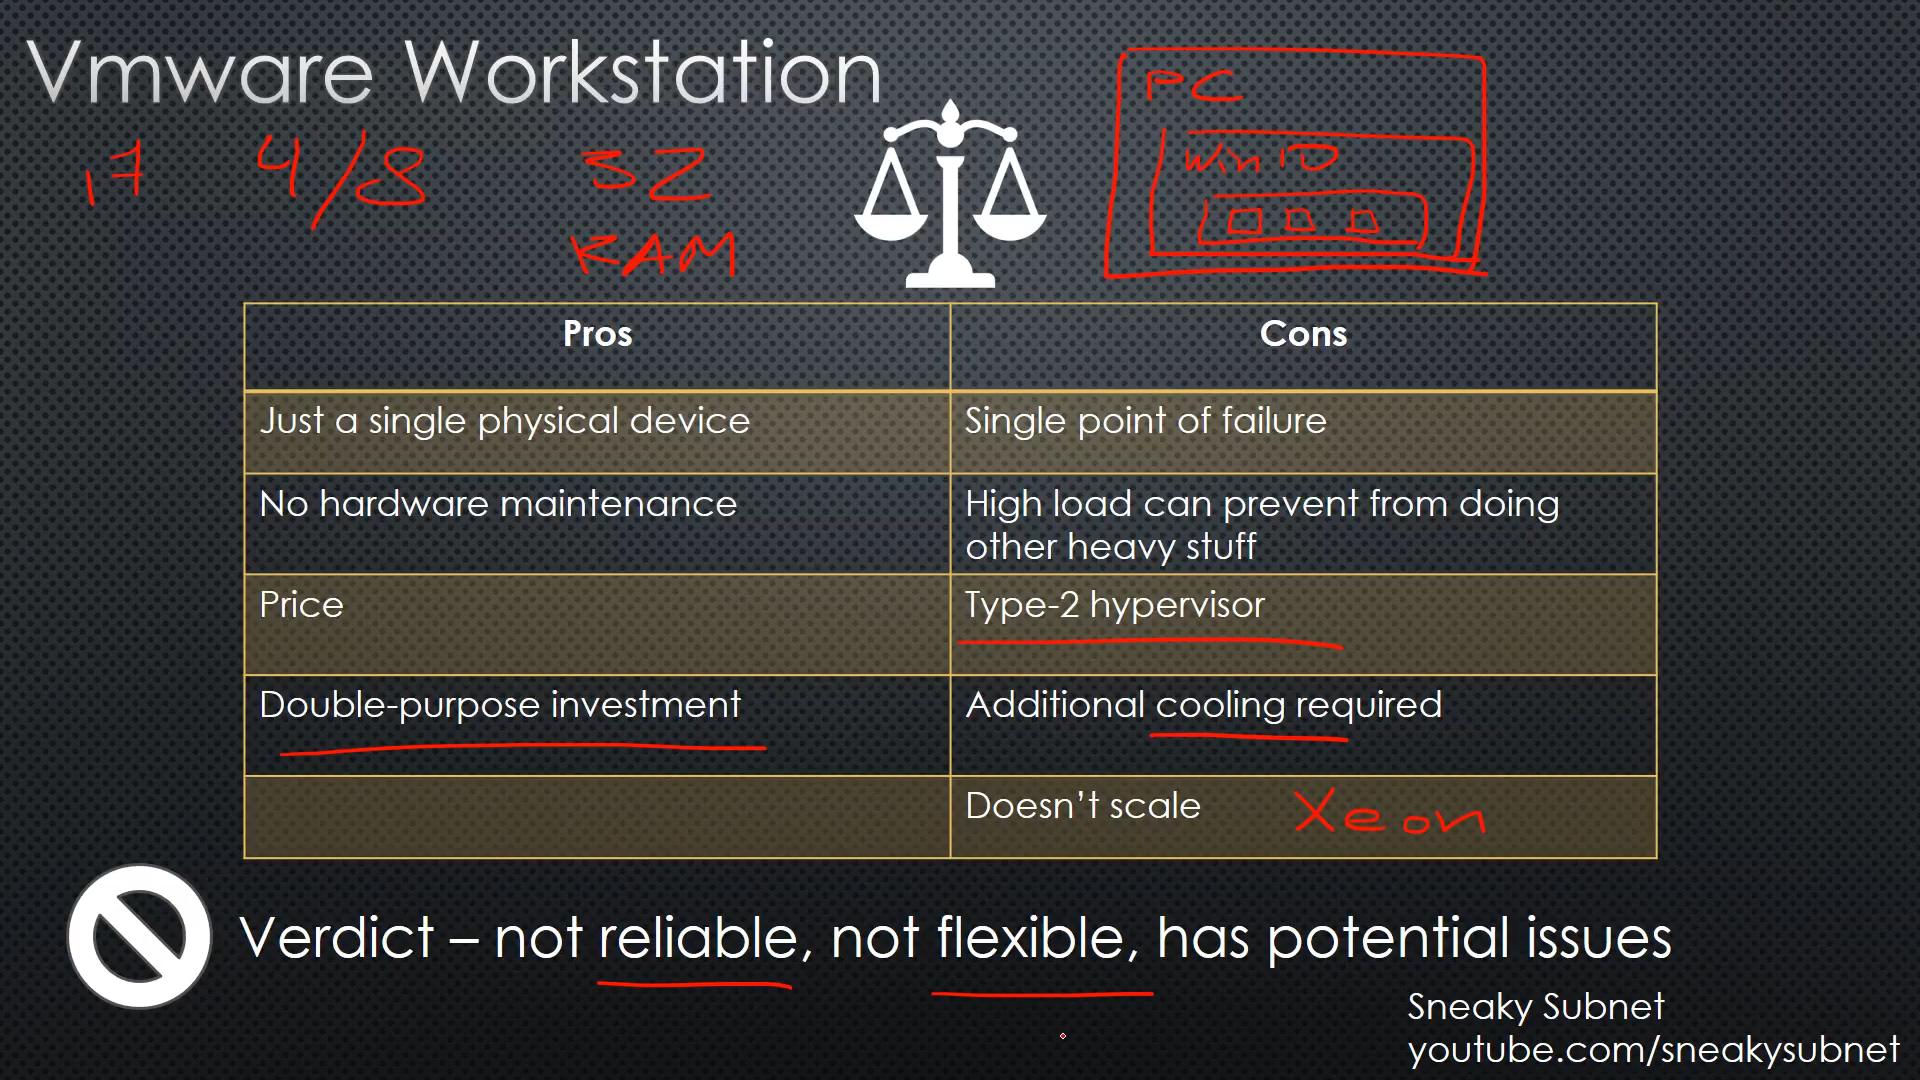 Vmware Workstation
PC
i7 4/8 32
Win 10
RAM
Pros Cons
Just a single physical device Single point of failure
No hardware maintenance High load can prevent from doing
other heavy stuff
Price Type-2 hypervisor
Double-purpose investment Additional cooling required
Doesn’t scale Xeon
Verdict – not reliable, not flexible, has potential issues
Sneaky Subnet
youtube.com/sneakysubnet